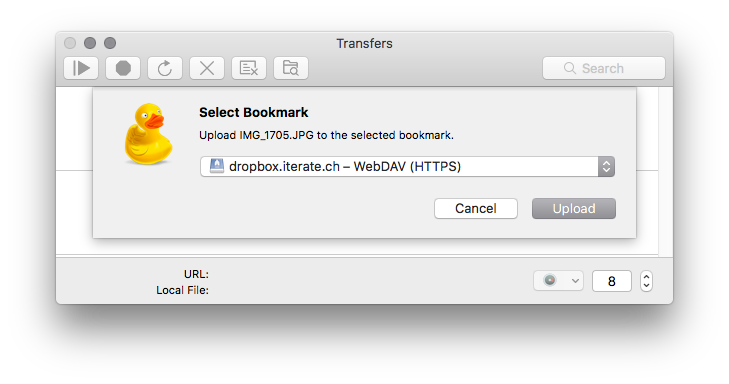 Transfers
Search
Select Bookmark
Upload IMG_1705.JPG to the selected bookmark.
dropbox.iterate.ch – WebDAV (HTTPS)
Cancel
Upload
URL:
Local File:
8